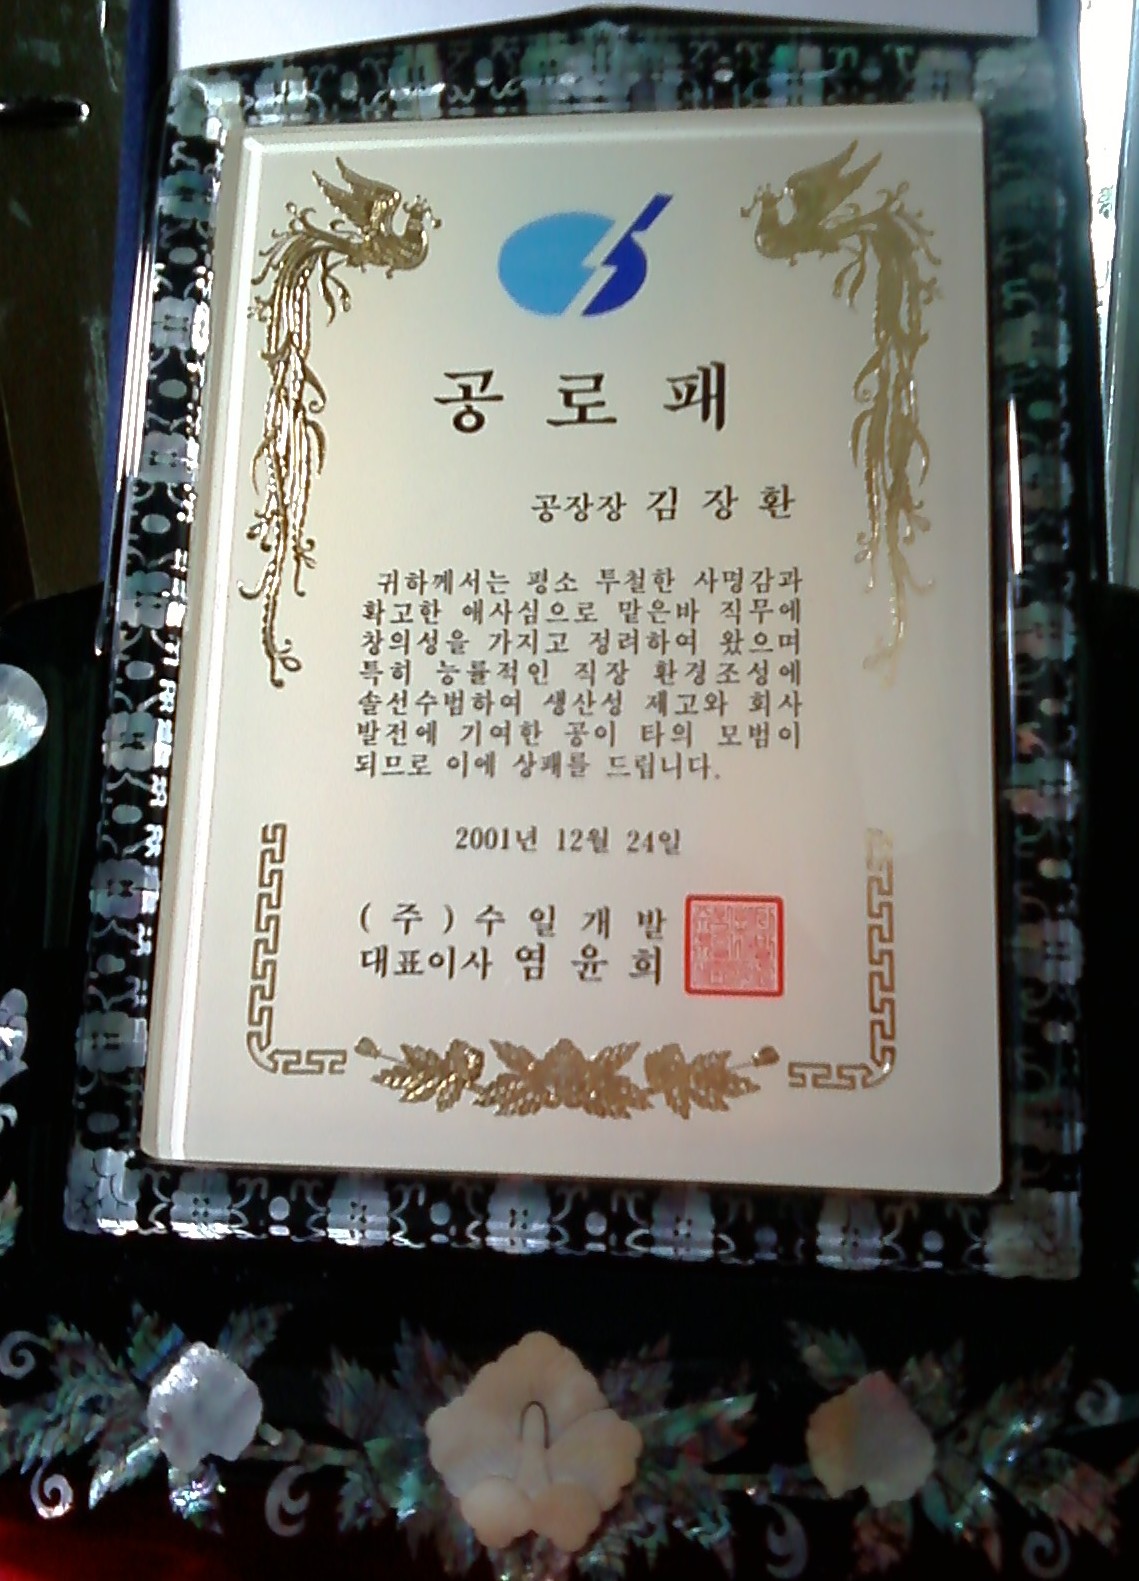 공로패
공장장 김장환
귀하께서는 평소 투철한 사명감과
확고한 애사심으로 맡은바 직무에
창의성을 가지고 정려하여 왔으며
특히 능률적인 직장 환경조성에
솔선수범하여 생산성 제고와 회사
발전에 기여한 공이 타의 모범이
되므로 이에 상패를 드립니다.
2001년 12월 24일
(주)수일개발
대표이사 염윤희